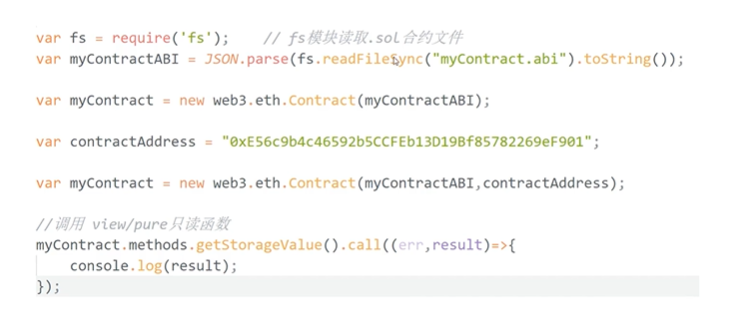 var fs = require('fs');    // fs模块读取.sol合约文件
var myContractABI = JSON.parse(fs.readFileSync("myContract.abi").toString());
var myContract = new web3.eth.Contract(myContractABI);
var contractAddress = "0xE56c9b4c46592b5CCFEb13D19Bf85782269eF901";
var myContract = new web3.eth.Contract(myContractABI,contractAddress);
//调用 view/pure只读函数
myContract.methods.getStorageValue().call((err,result)=>{
    console.log(result);
});